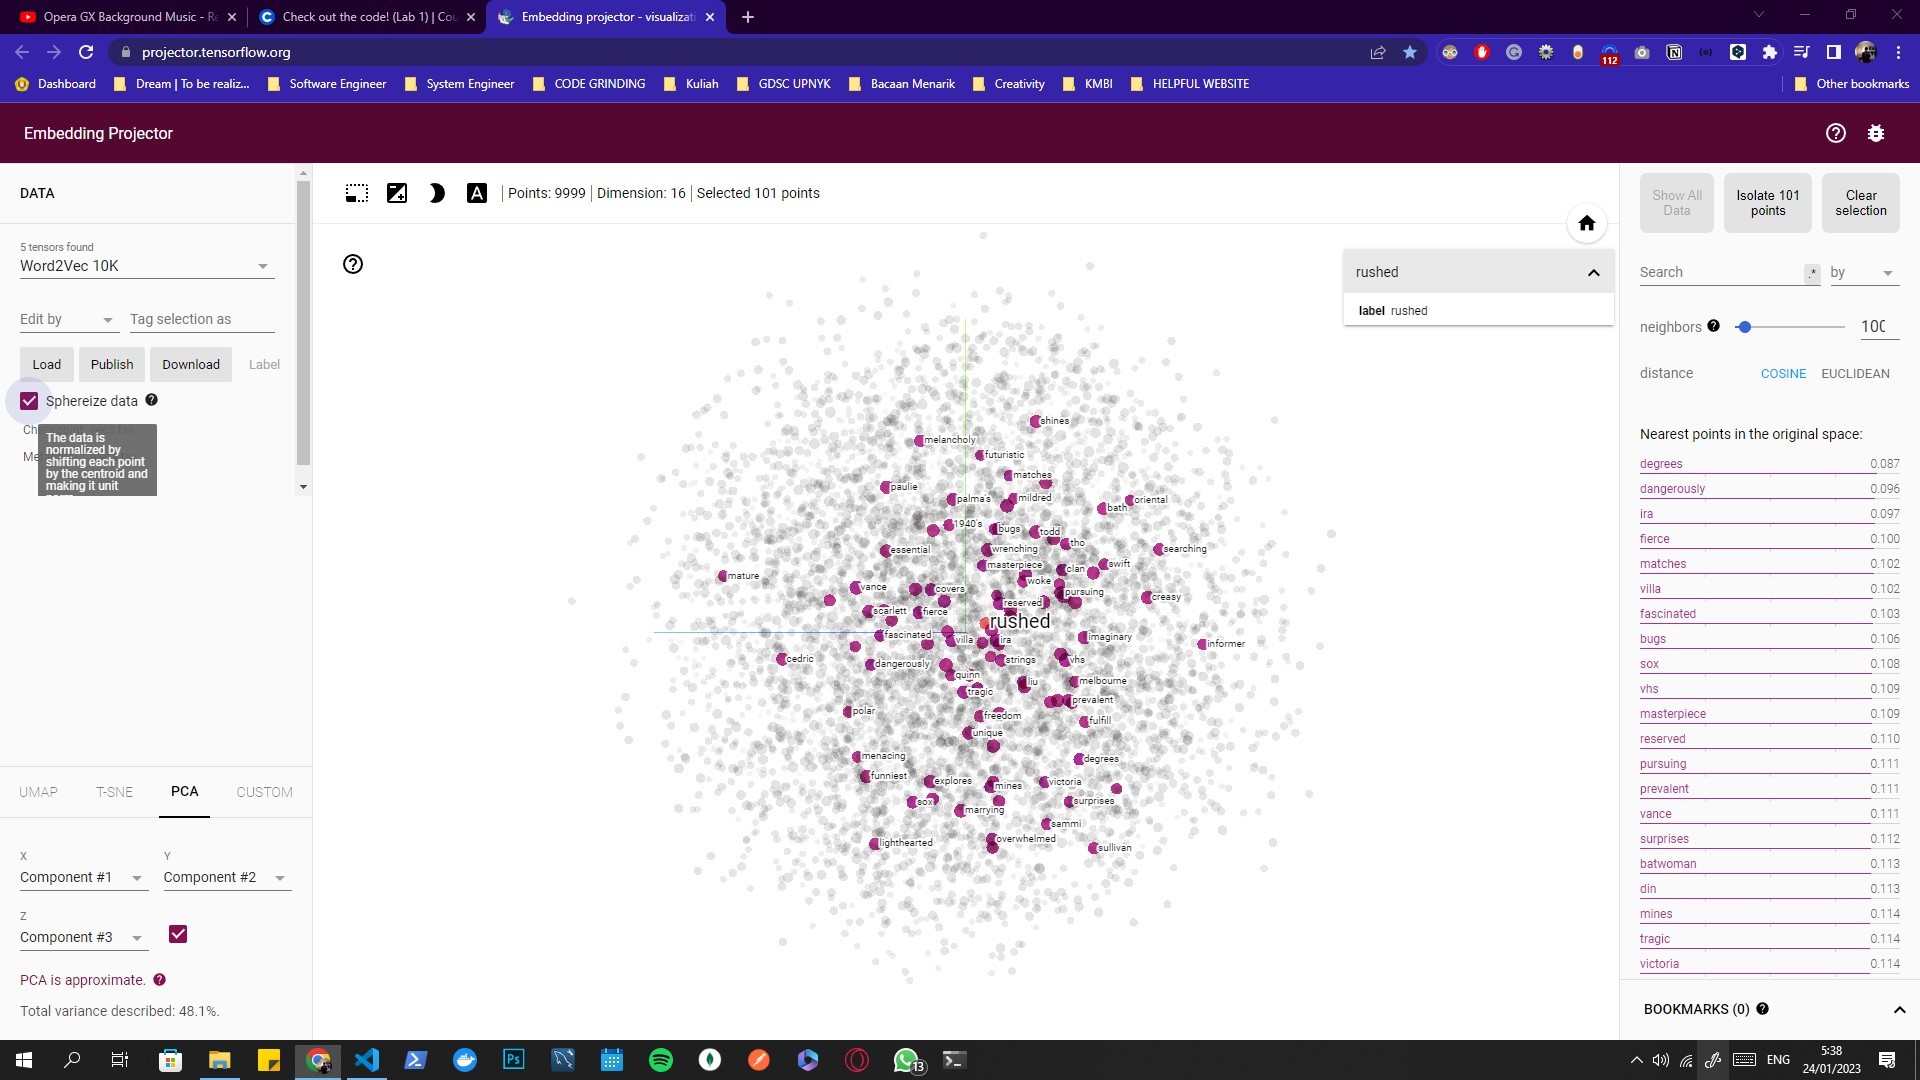 Opera GX Background Music - R
Check out the code! (Lab 1) | Cou
Embedding projector - visualizat
projector.tensorflow.org
112
Dashboard
Dream | To be realiz...
Software Engineer
System Engineer
CODE GRINDING
Kuliah
GDSC UPNYK
Bacaan Menarik
Creativity
KMBI
HELPFUL WEBSITE
Other bookmarks
Embedding Projector
DATA
5 tensors found
Word2Vec 10K
Edit by
Tag selection as
Load
Publish
Download
Label
Sphereize data
The data is
normalized by
shifting each point
by the centroid and
making it unit
norm
Me
UMAP
T-SNE
PCA
CUSTOM
X
Component #1
Y
Component #2
Z
Component #3
PCA is approximate.
Total variance described: 48.1%.
Points: 9999 | Dimension: 16 | Selected 101 points
rushed
label rushed
shines
melancholy
futuristic
matches
paulie
palma's
mildred
oriental
bath
1940's
bugs
todd
tho
essential
wrenching
searching
masterpiece
clan
swift
mature
woke
vance
covers
pursuing
creasy
reserved
scarlett
fierce
rushed
fascinated
villa
ira
imaginary
informer
cedric
dangerously
strings
vhs
quinn
liu
melbourne
tragic
prevalent
polar
freedom
fulfill
unique
menacing
degrees
funniest
explores
mines
victoria
sox
marrying
surprises
sammi
lighthearted
overwhelmed
sullivan
Show All
Data
Isolate 101
points
Clear
selection
Search
.*
by
neighbors
100
distance
COSINE
EUCLIDEAN
Nearest points in the original space:
degrees 0.087
dangerously 0.096
ira 0.097
fierce 0.100
matches 0.102
villa 0.102
fascinated 0.103
bugs 0.106
sox 0.108
vhs 0.109
masterpiece 0.109
reserved 0.110
pursuing 0.111
prevalent 0.111
vance 0.111
surprises 0.112
batwoman 0.113
din 0.113
mines 0.114
tragic 0.114
victoria 0.114
BOOKMARKS (0)
Ps
13
ENG
5:38
24/01/2023